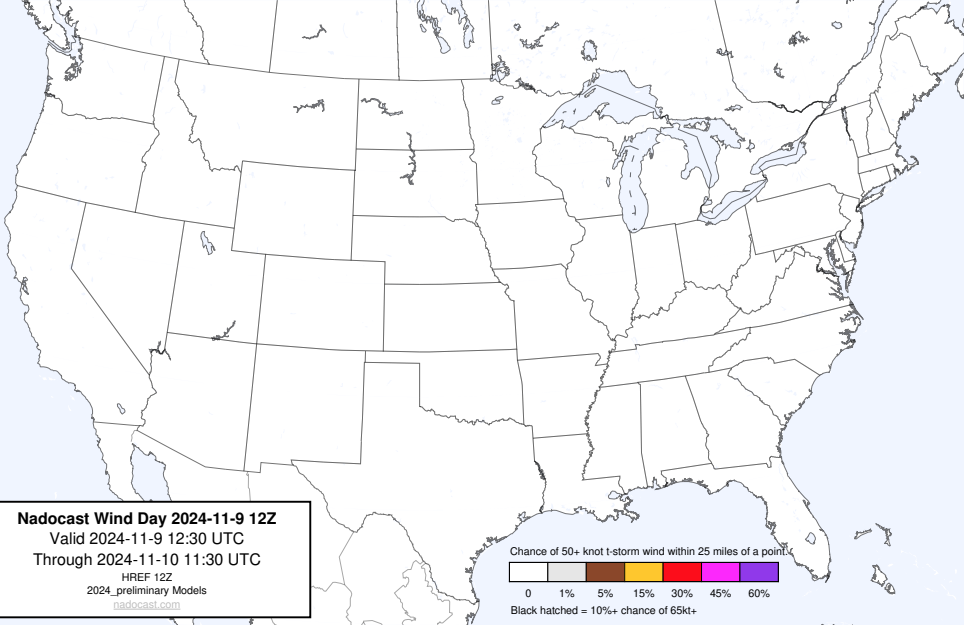 Nadocast Wind Day 2024-11-9 12Z
Valid 2024-11-9 12:30 UTC
Through 2024-11-10 11:30 UTC
HREF 12Z
2024_preliminary Models
nadocast.com
Chance of 50+ knot t-storm wind within 25 miles of a point.
0 1% 5% 15% 30% 45% 60%
Black hatched = 10%+ chance of 65kt+